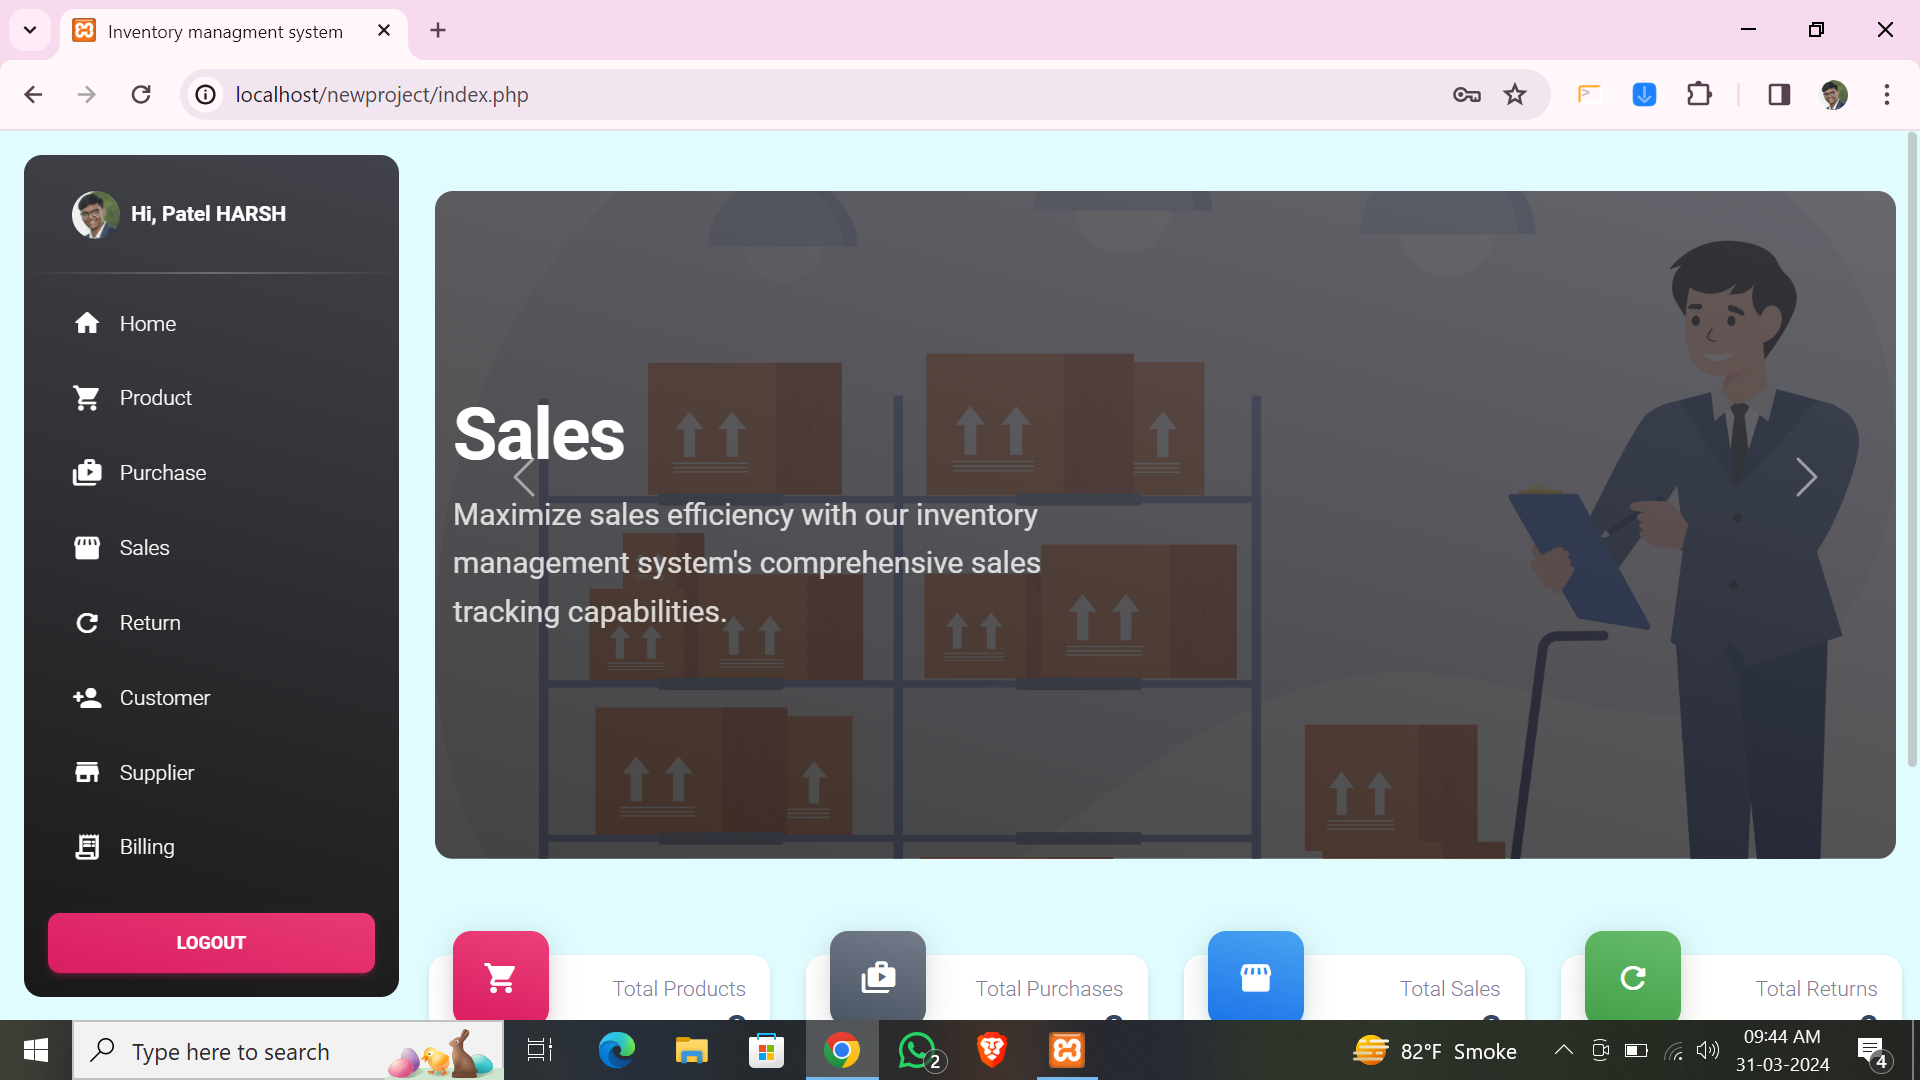 Inventory managment system
localhost/newproject/index.php
Hi, Patel HARSH
Home
Product
Purchase
Sales
Return
Customer
Supplier
Billing
LOGOUT
Sales
Maximize sales efficiency with our inventory
management system's comprehensive sales
tracking capabilities.
Total Products
Total Purchases
Total Sales
Total Returns
Type here to search
2
82°F Smoke
09:44 AM
31-03-2024
4